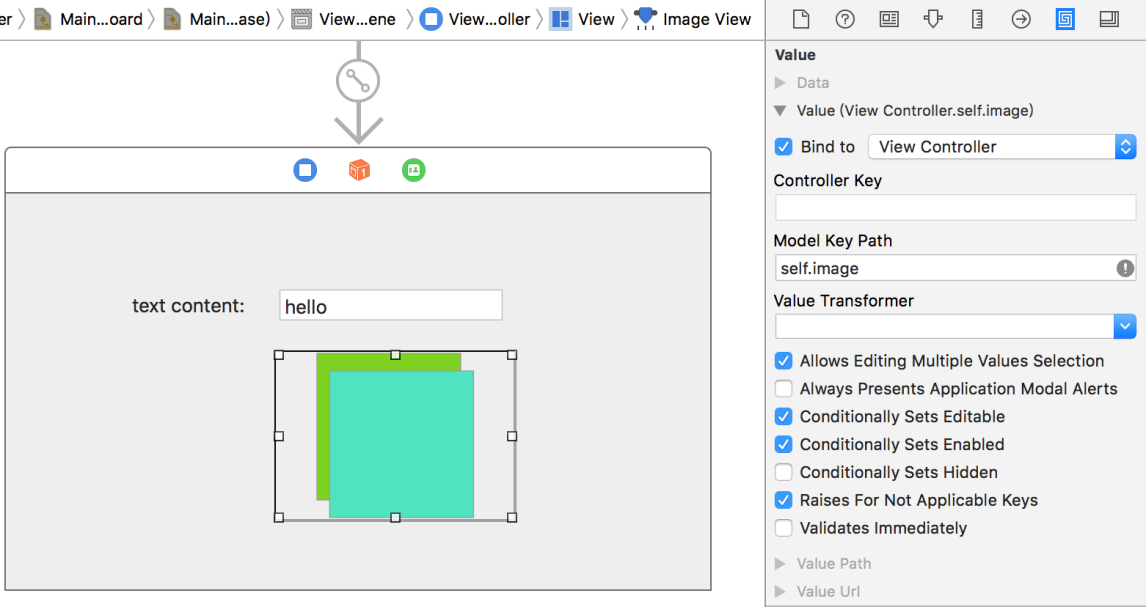 er Main...oard Main...ase) View...ene View...oller View Image View
Value
Data
Value (View Controller.self.image)
Bind to View Controller
Controller Key
Model Key Path
self.image
Value Transformer
Allows Editing Multiple Values Selection
Always Presents Application Modal Alerts
Conditionally Sets Editable
Conditionally Sets Enabled
Conditionally Sets Hidden
Raises For Not Applicable Keys
Validates Immediately
Value Path
Value Url
text content: hello